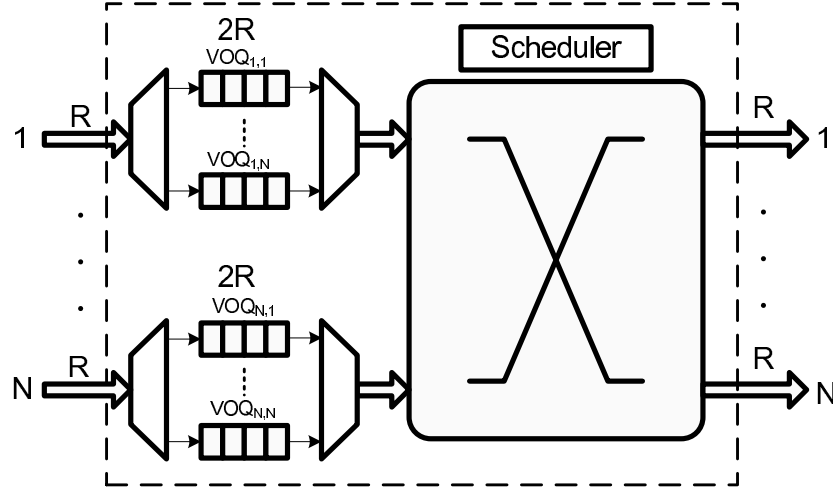 2R
Scheduler
VOQ1,1
1
R
R
1
VOQ1,N
2R
VOQN,1
N
R
R
N
VOQN,N